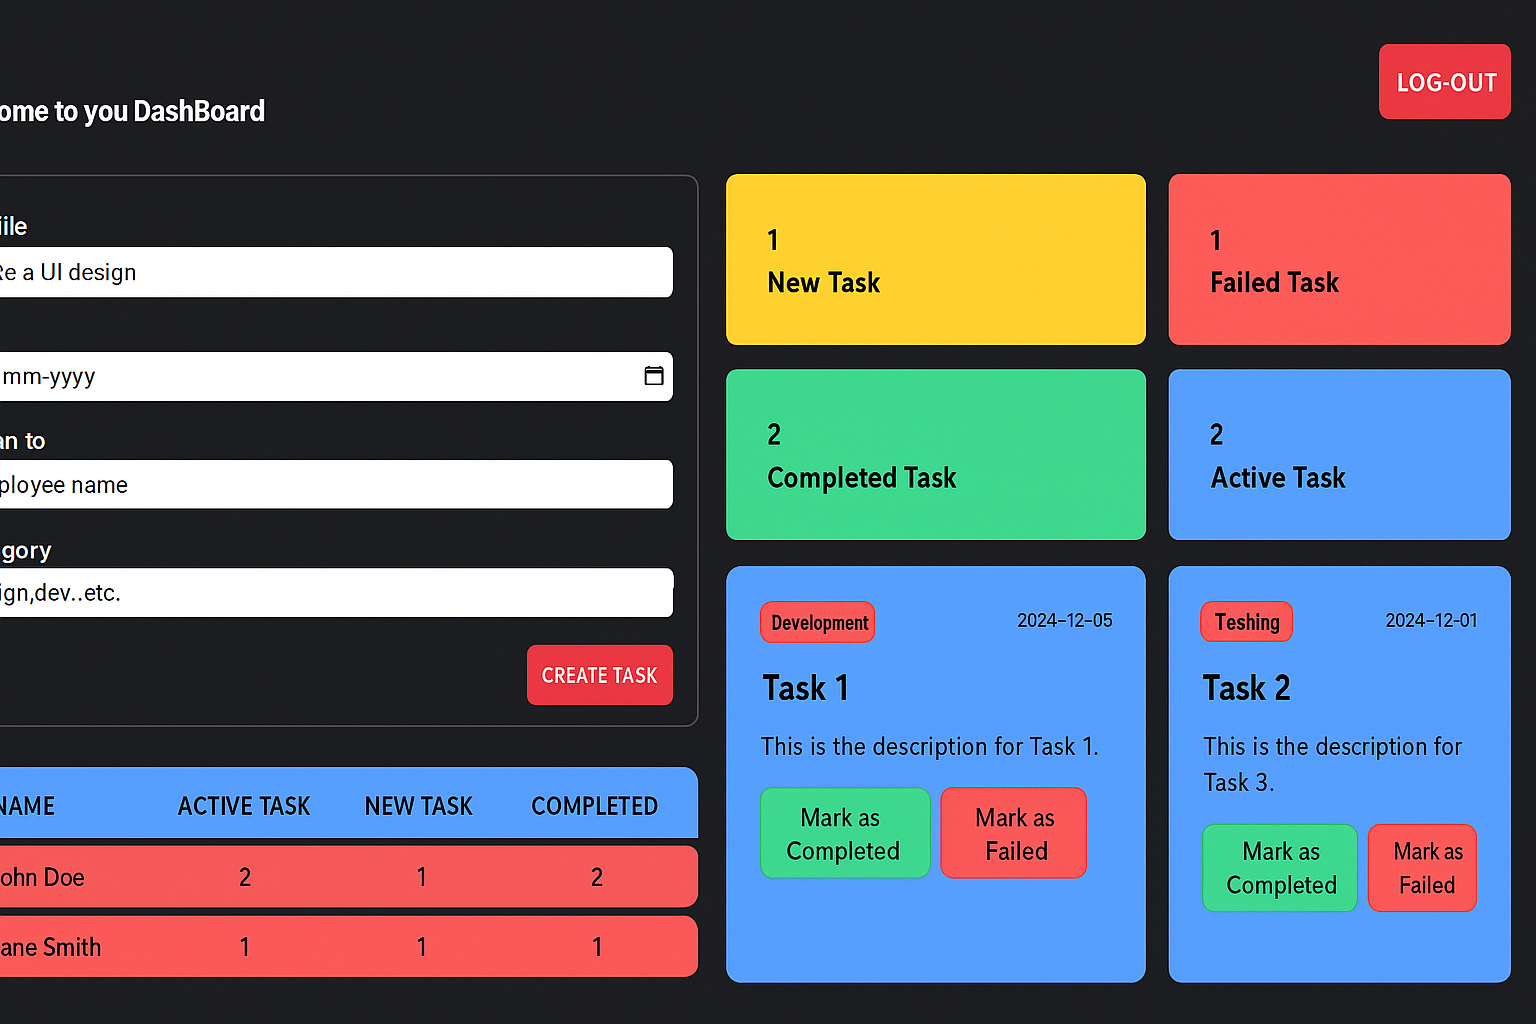 LOG-OUT
ome to you DashBoard
iile
Re a UI design
mm-yyyy
an to
ployee name
gory
ign,dev..etc.
CREATE TASK
NAME ACTIVE TASK NEW TASK COMPLETED
ohn Doe 2 1 2
ane Smith 1 1 1
1
New Task
1
Failed Task
2
Completed Task
2
Active Task
Development 2024-12-05
Task 1
This is the description for Task 1.
Mark as
Completed
Mark as
Failed
Teshing 2024-12-01
Task 2
This is the description for
Task 3.
Mark as
Completed
Mark as
Failed